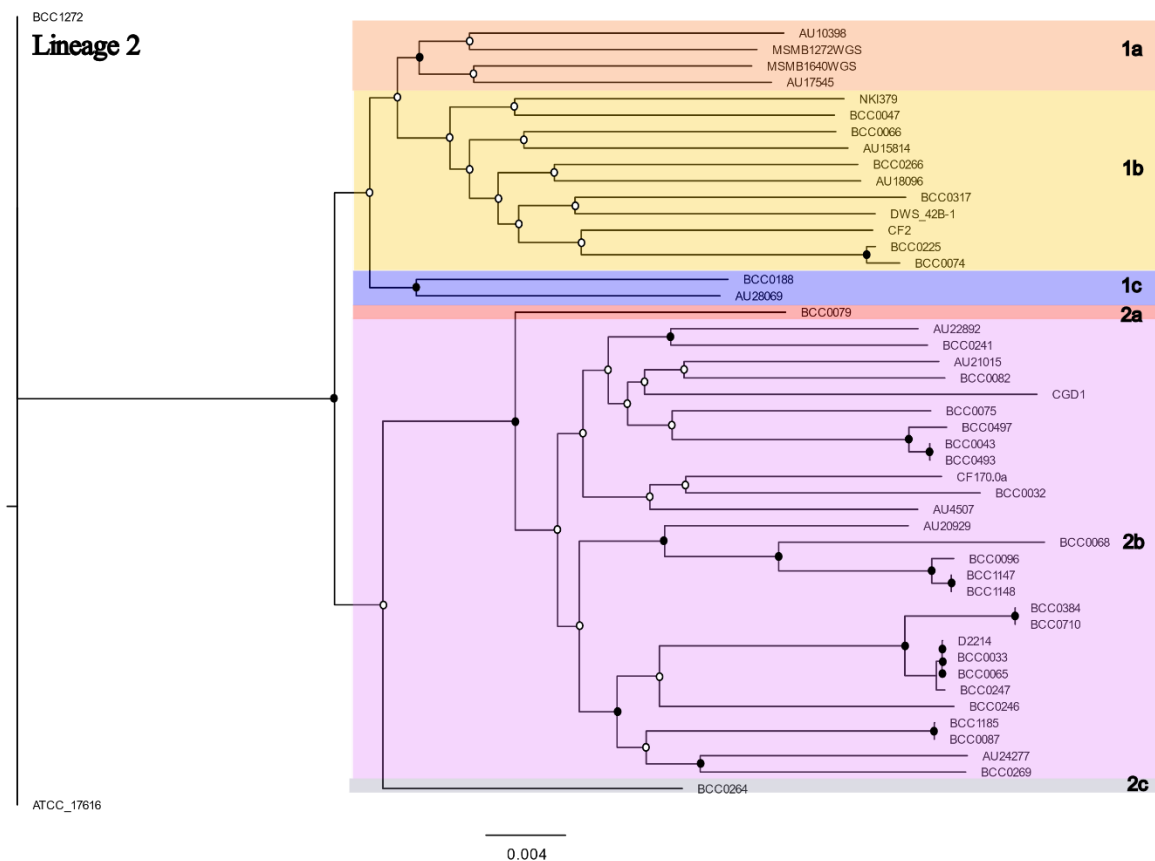 BCC1272
Lineage 2
AU10398
1a
MSMB1272WGS
MSMB1640WGS
AU17545
NKI379
BCC0047
BCC0066
AU15814
1b
BCC0266
AU18096
BCC0317
DWS_42B-1
CF2
BCC0225
BCC0074
BCC0188
1c
AU28069
BCC0079
2a
AU22892
BCC0241
AU21015
BCC0082
CGD1
BCC0075
BCC0497
BCC0043
BCC0493
CF170.0a
BCC0032
AU4507
AU20929
BCC0068
2b
BCC0096
BCC1147
BCC1148
BCC0384
BCC0710
D2214
BCC0033
BCC0065
BCC0247
BCC0246
BCC1185
BCC0087
AU24277
BCC0269
2c
BCC0264
ATCC_17616
0.004